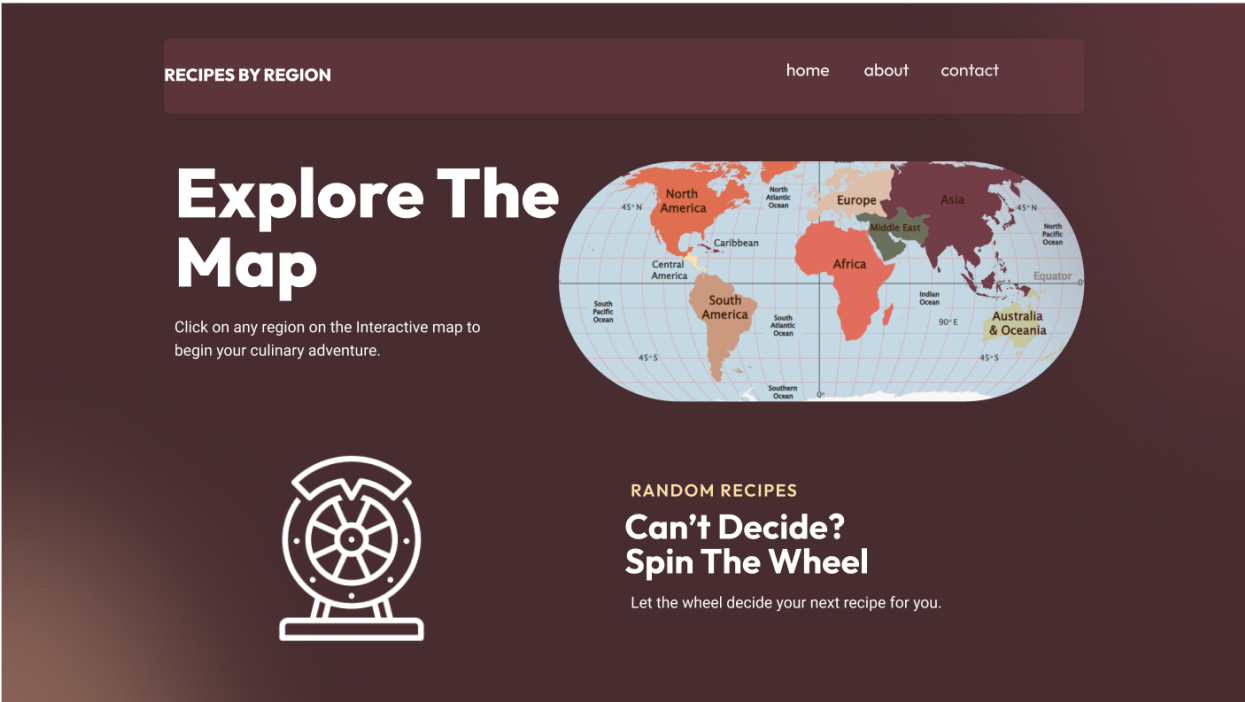 RECIPES BY REGION
home about contact
Explore The
Map
Click on any region on the Interactive map to
begin your culinary adventure.
North
America
45° N
North
Atlantic
Ocean
Europe
Asia
45° N
North
Pacific
Ocean
Middle East
Caribbean
Central
America
Africa
Equator
0°
South
Pacific
Ocean
South
America
South
Atlantic
Ocean
Indian
Ocean
90° E
Australia
& Oceania
45° S
45° S
Southern
Ocean
0°
RANDOM RECIPES
Can’t Decide?
Spin The Wheel
Let the wheel decide your next recipe for you.